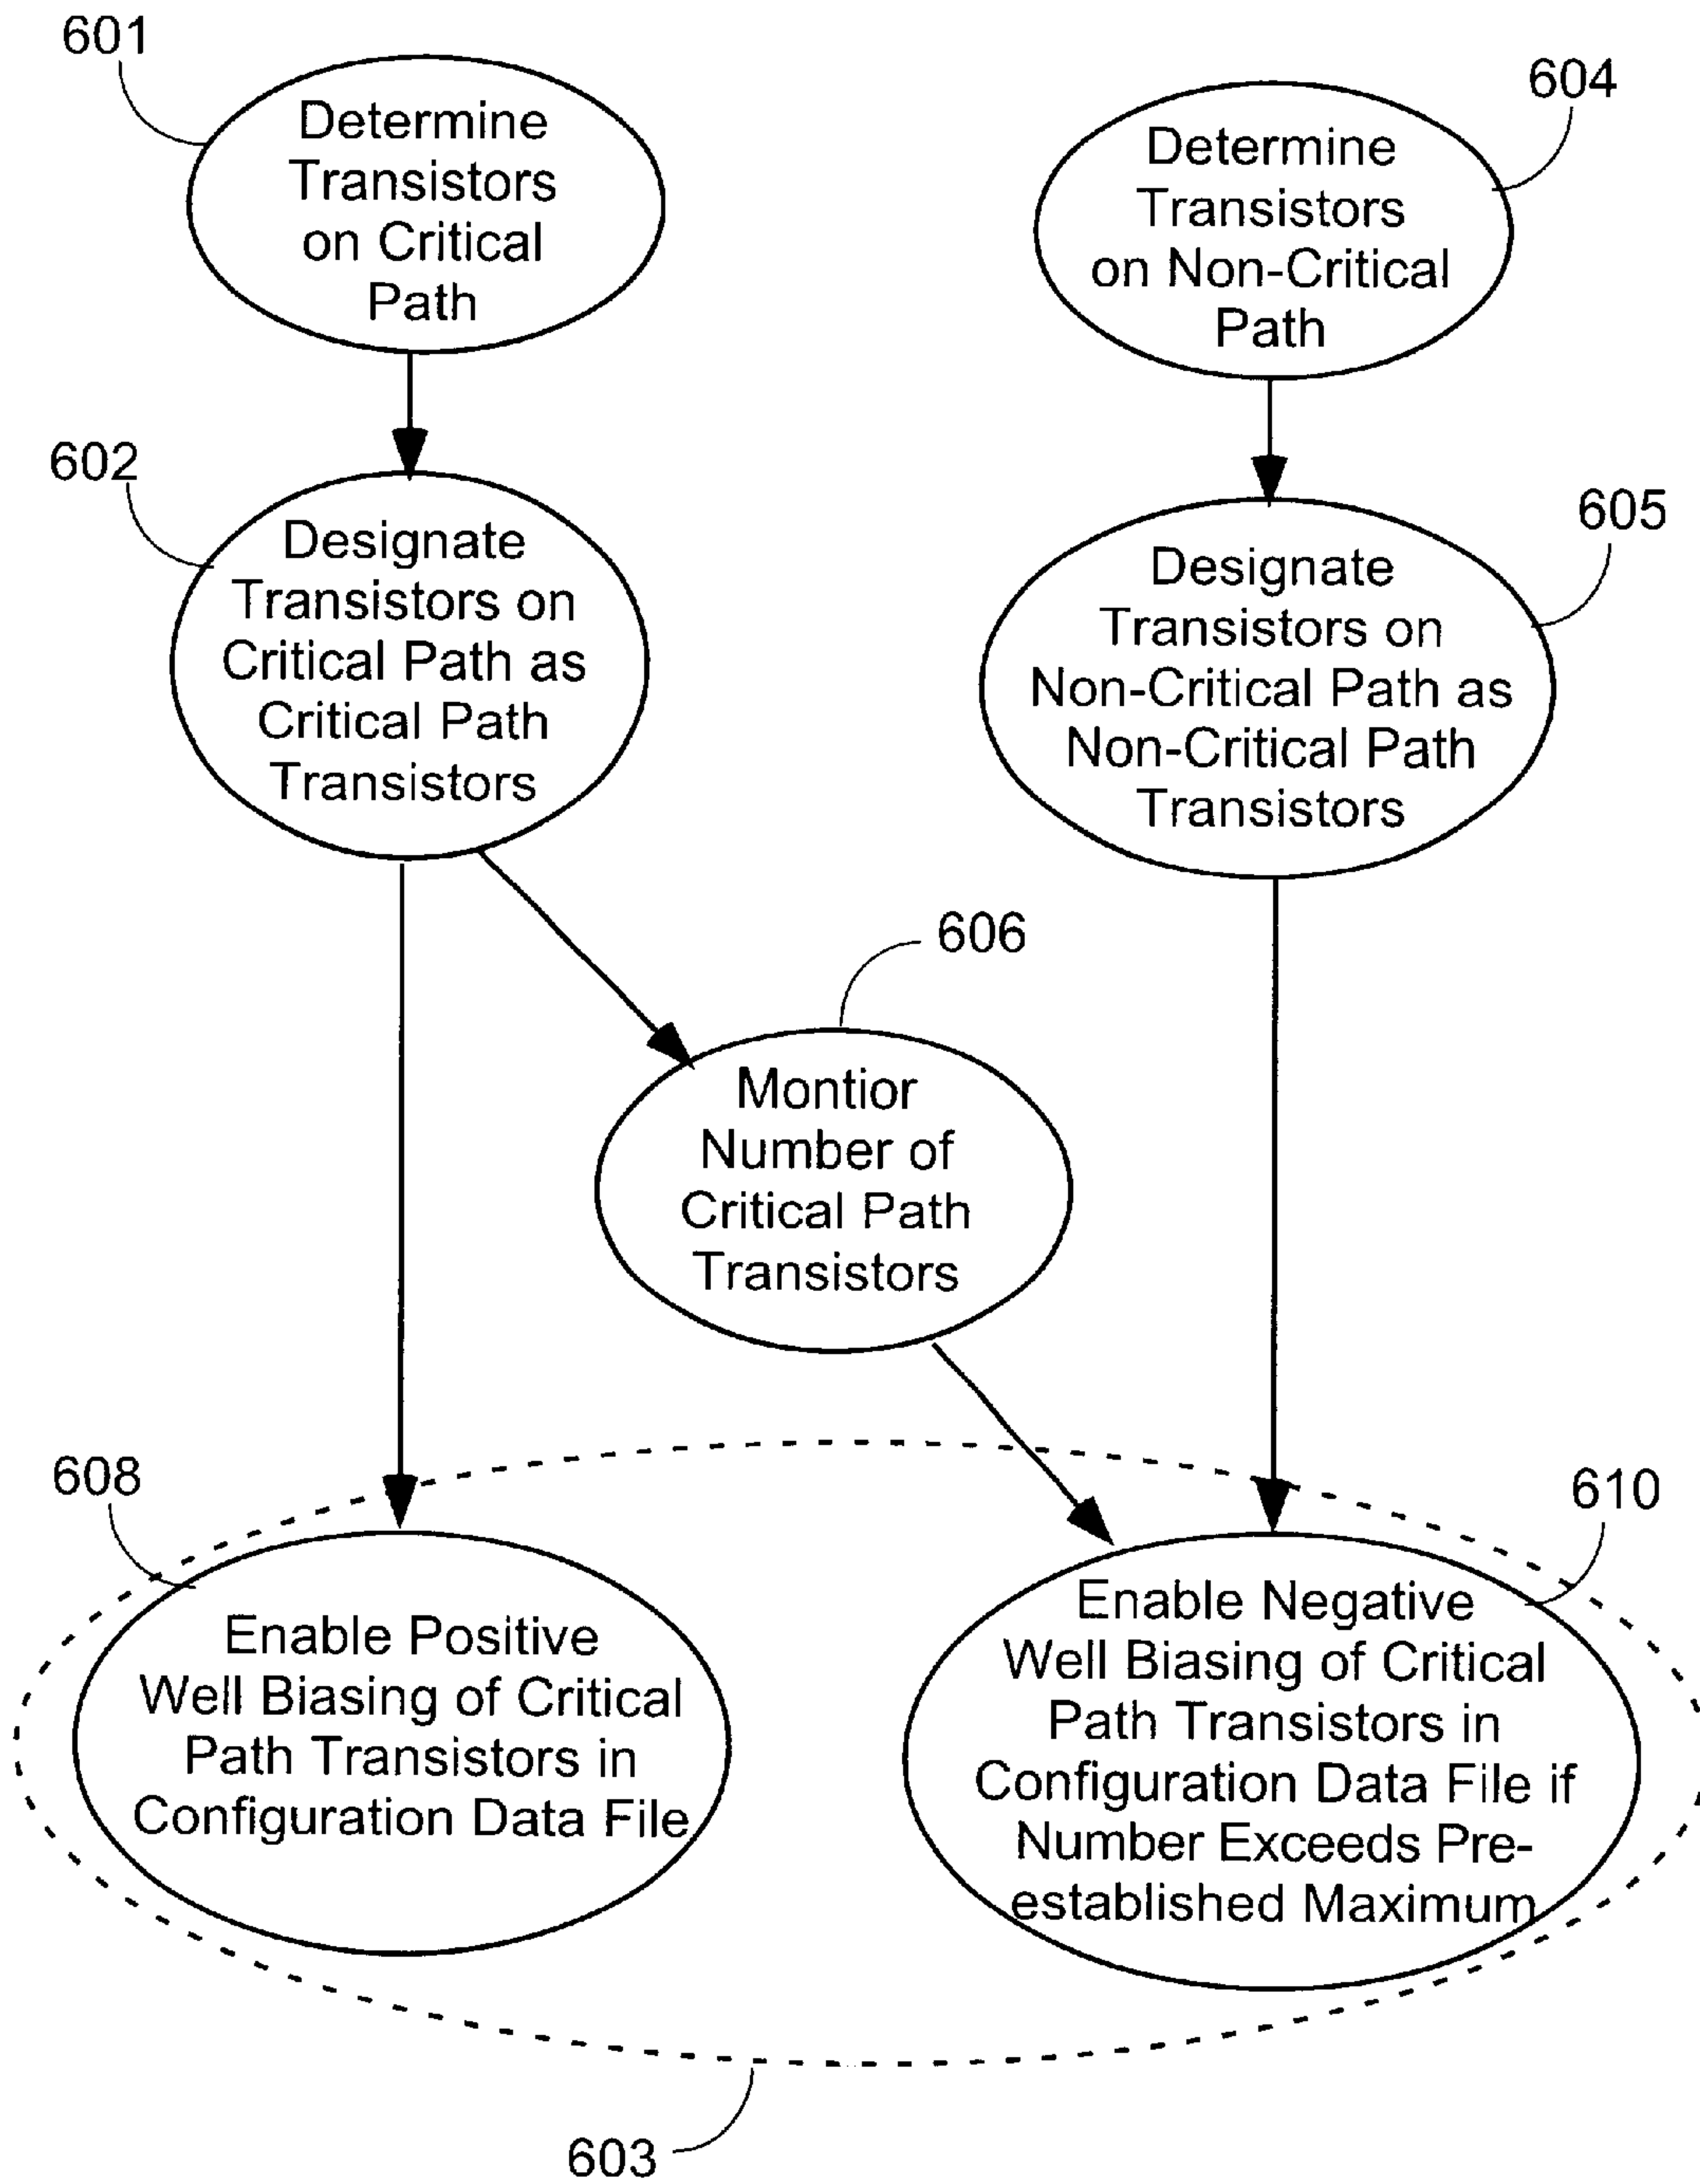 601
Determine
Transistors
on Critical
Path
604
Determine
Transistors
on Non-Critical
Path
602
Designate
Transistors on
Critical Path as
Critical Path
Transistors
605
Designate
Transistors on
Non-Critical Path as
Non-Critical Path
Transistors
606
Montior
Number of
Critical Path
Transistors
608
Enable Positive
Well Biasing of Critical
Path Transistors in
Configuration Data File
610
Enable Negative
Well Biasing of Critical
Path Transistors in
Configuration Data File if
Number Exceeds Pre-
established Maximum
603